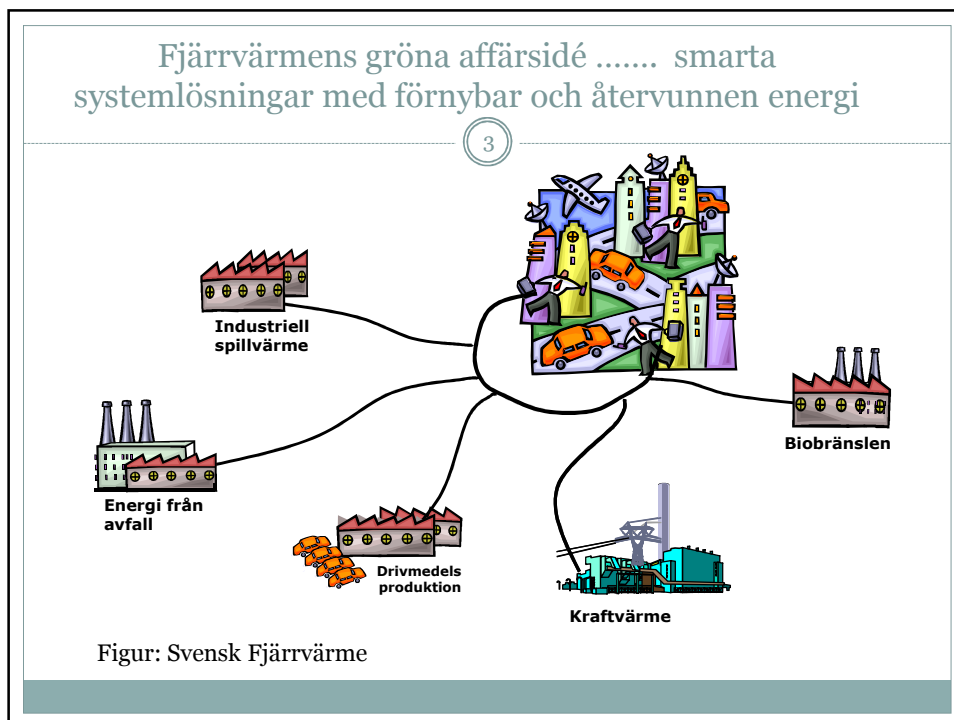 Fjärrvärmens gröna affärsidé ……. smarta
systemlösningar med förnybar och återvunnen energi
3
Industriell
spillvärme
Biobränslen
Energi från
avfall
Drivmedels
produktion
Kraftvärme
Figur: Svensk Fjärrvärme